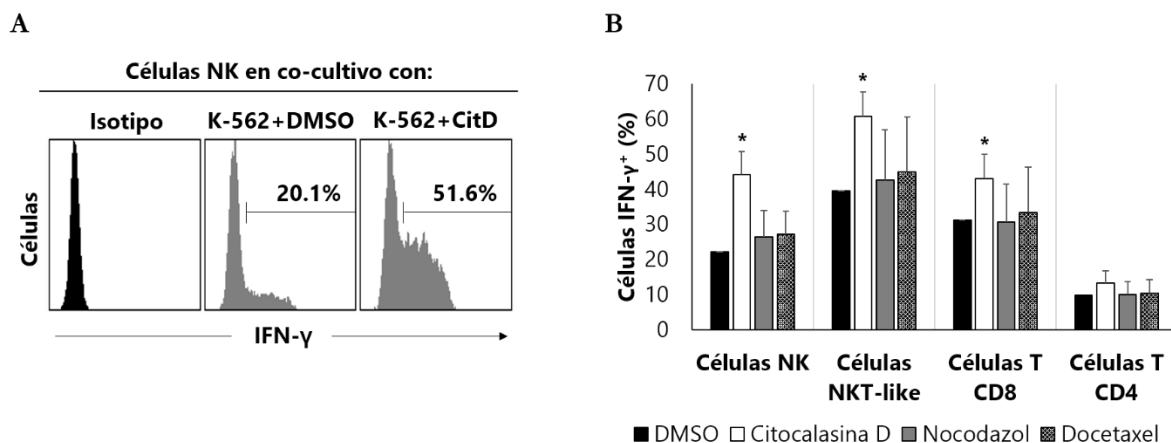 A
Células NK en co-cultivo con:
Isotipo
K-562+DMSO
K-562+CitD
20.1%
51.6%
Células
IFN-γ
B
Células IFN-γ⁺ (%)
70
60
50
40
30
20
10
0
*
*
*
Células NK
Células
NKT-like
Células T
CD8
Células T
CD4
DMSO
Citocalasina D
Nocodazol
Docetaxel